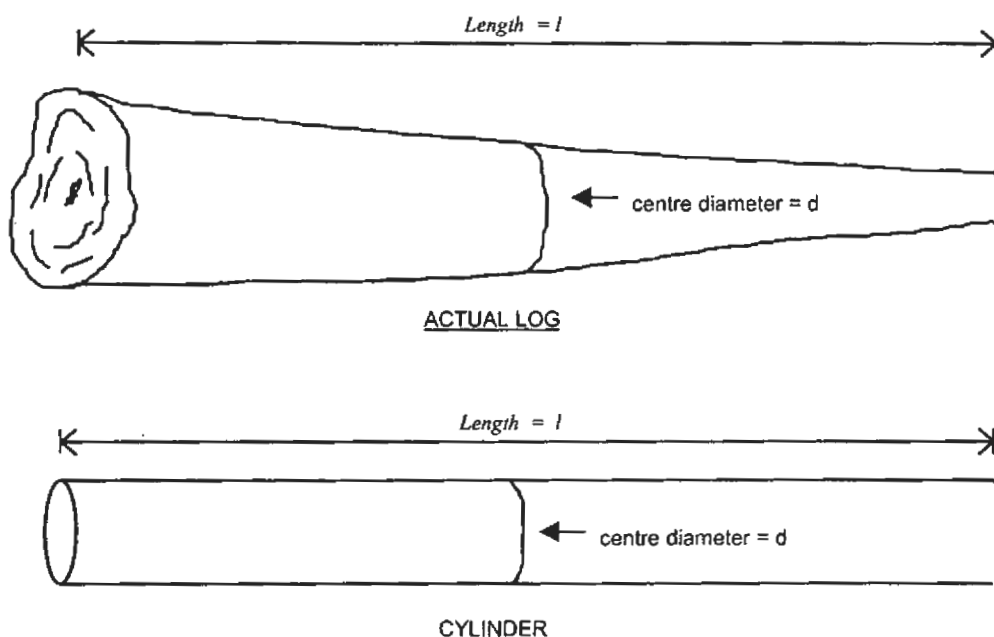 Length = l
centre diameter = d
ACTUAL LOG
Length = l
centre diameter = d
CYLINDER